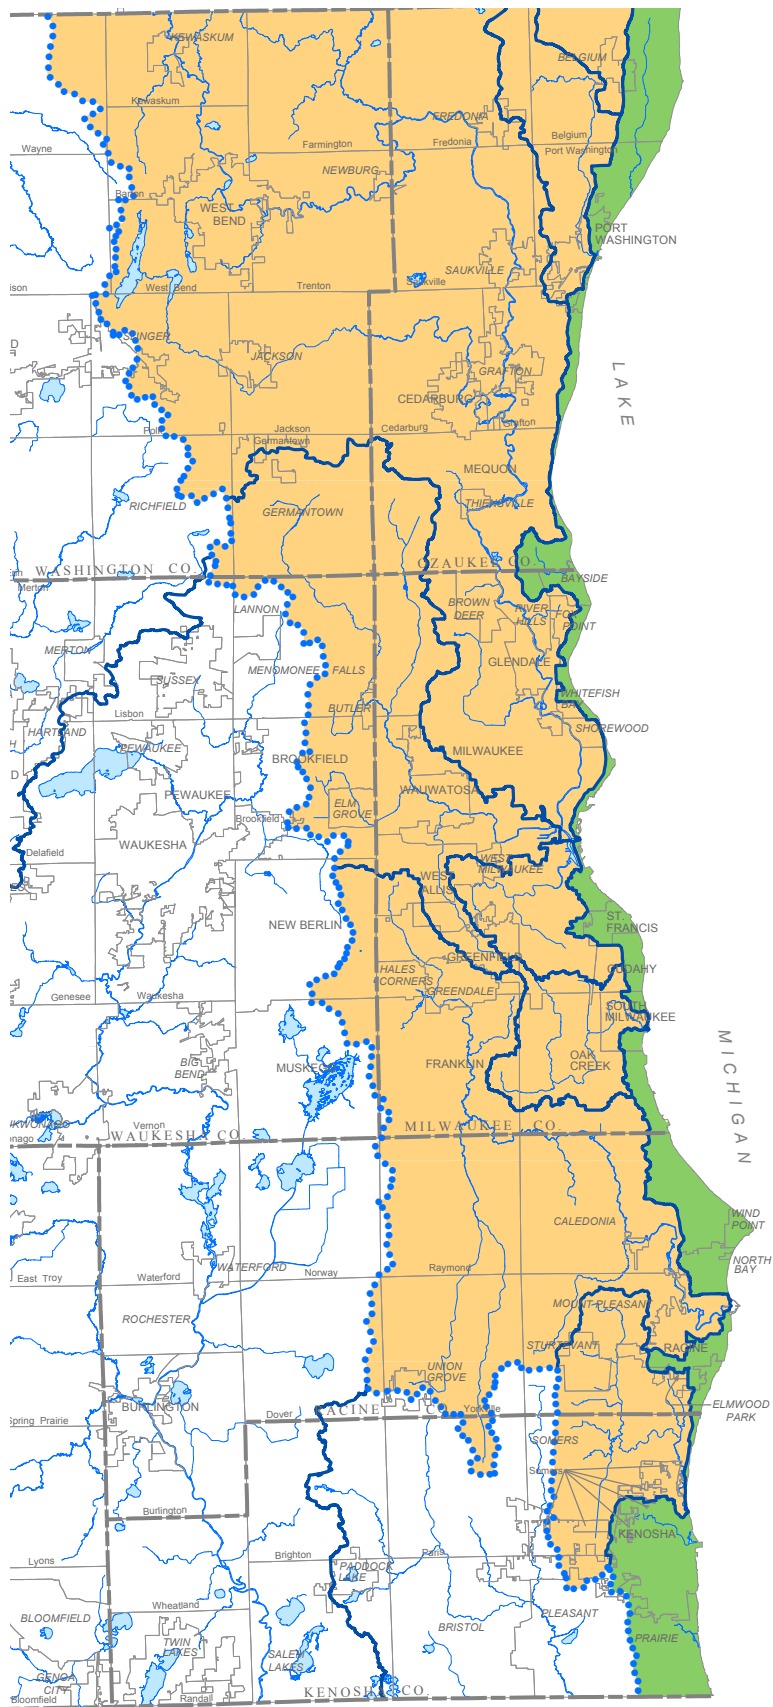 KEWASKUM
BELGIUM
Kewaskum
FREDONIA
Wayne
Farmington
Fredonia
Belgium
Port Washington
NEWBURG
Barton
WEST
BEND
PORT
WASHINGTON
SAUKVILLE
Saukville
West Bend
Trenton
SLINGER
JACKSON
GRAFTON
LAKE
CEDARBURG
Polk
Jackson
Cedarburg
Grafton
Germantown
MEQUON
RICHFIELD
GERMANTOWN
THIENSVILLE
WASHINGTON CO.
OZAUKEE CO.
BAYSIDE
Merton
LANNON
BROWN
DEER
RIVER
HILLS
FOX
POINT
MERTON
GLENDALE
MENOMONEE FALLS
SUSSEX
WHITEFISH
BAY
BUTLER
Lisbon
HARTLAND
SHOREWOOD
PEWAUKEE
BROOKFIELD
MILWAUKEE
PEWAUKEE
WAUWATOSA
ELM
GROVE
Brookfield
WAUKESHA
Delafield
WEST
MILWAUKEE
WEST
ALLIS
NEW BERLIN
ST.
FRANCIS
GREENFIELD
HALES
CORNERS
CUDAHY
GREENDALE
Genesee
Waukesha
SOUTH
MILWAUKEE
MUSKEGO
BIG
BEND
FRANKLIN
OAK
CREEK
MICHIGAN
Vernon
WAUKESHA CO.
MILWAUKEE CO.
WIND
POINT
CALEDONIA
NORTH
BAY
WATERFORD
East Troy
Waterford
Norway
Raymond
MOUNT PLEASANT
ROCHESTER
STURTEVANT
RACINE
UNION
GROVE
BURLINGTON
ELMWOOD
PARK
Spring Prairie
Dover
RACINE CO.
Yorkville
SOMERS
Somers
Burlington
KENOSHA
Lyons
Brighton
Paris
PADDOCK
LAKE
Wheatland
BLOOMFIELD
PLEASANT
PRAIRIE
BRISTOL
TWIN
LAKES
SALEM
LAKES
GENOA
CITY
Bloomfield
Randall
KENOSHA CO.